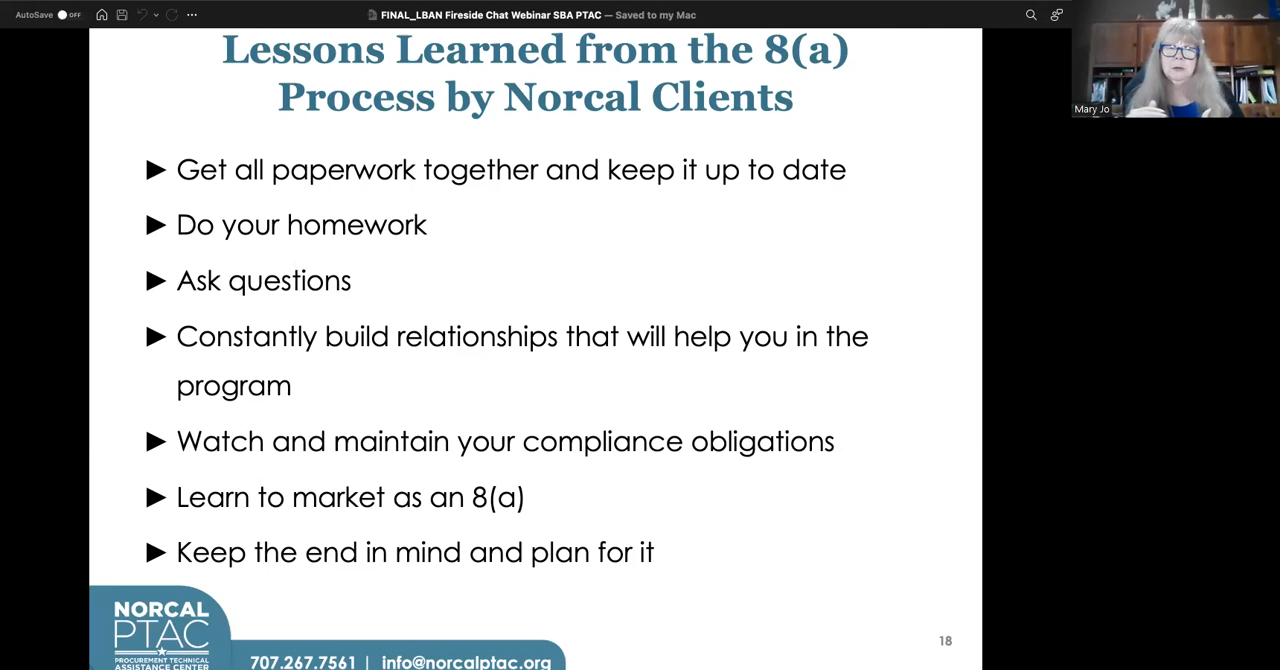 AutoSave OFF
FINAL_LBAN Fireside Chat Webinar SBA PTAC — Saved to my Mac
Mary Jo
Lessons Learned from the 8(a)
Process by Norcal Clients
► Get all paperwork together and keep it up to date
► Do your homework
► Ask questions
► Constantly build relationships that will help you in the
program
► Watch and maintain your compliance obligations
► Learn to market as an 8(a)
► Keep the end in mind and plan for it
NORCAL
PTAC
PROCUREMENT TECHNICAL
ASSISTANCE CENTER
707.267.7561 | info@norcalptac.org
18